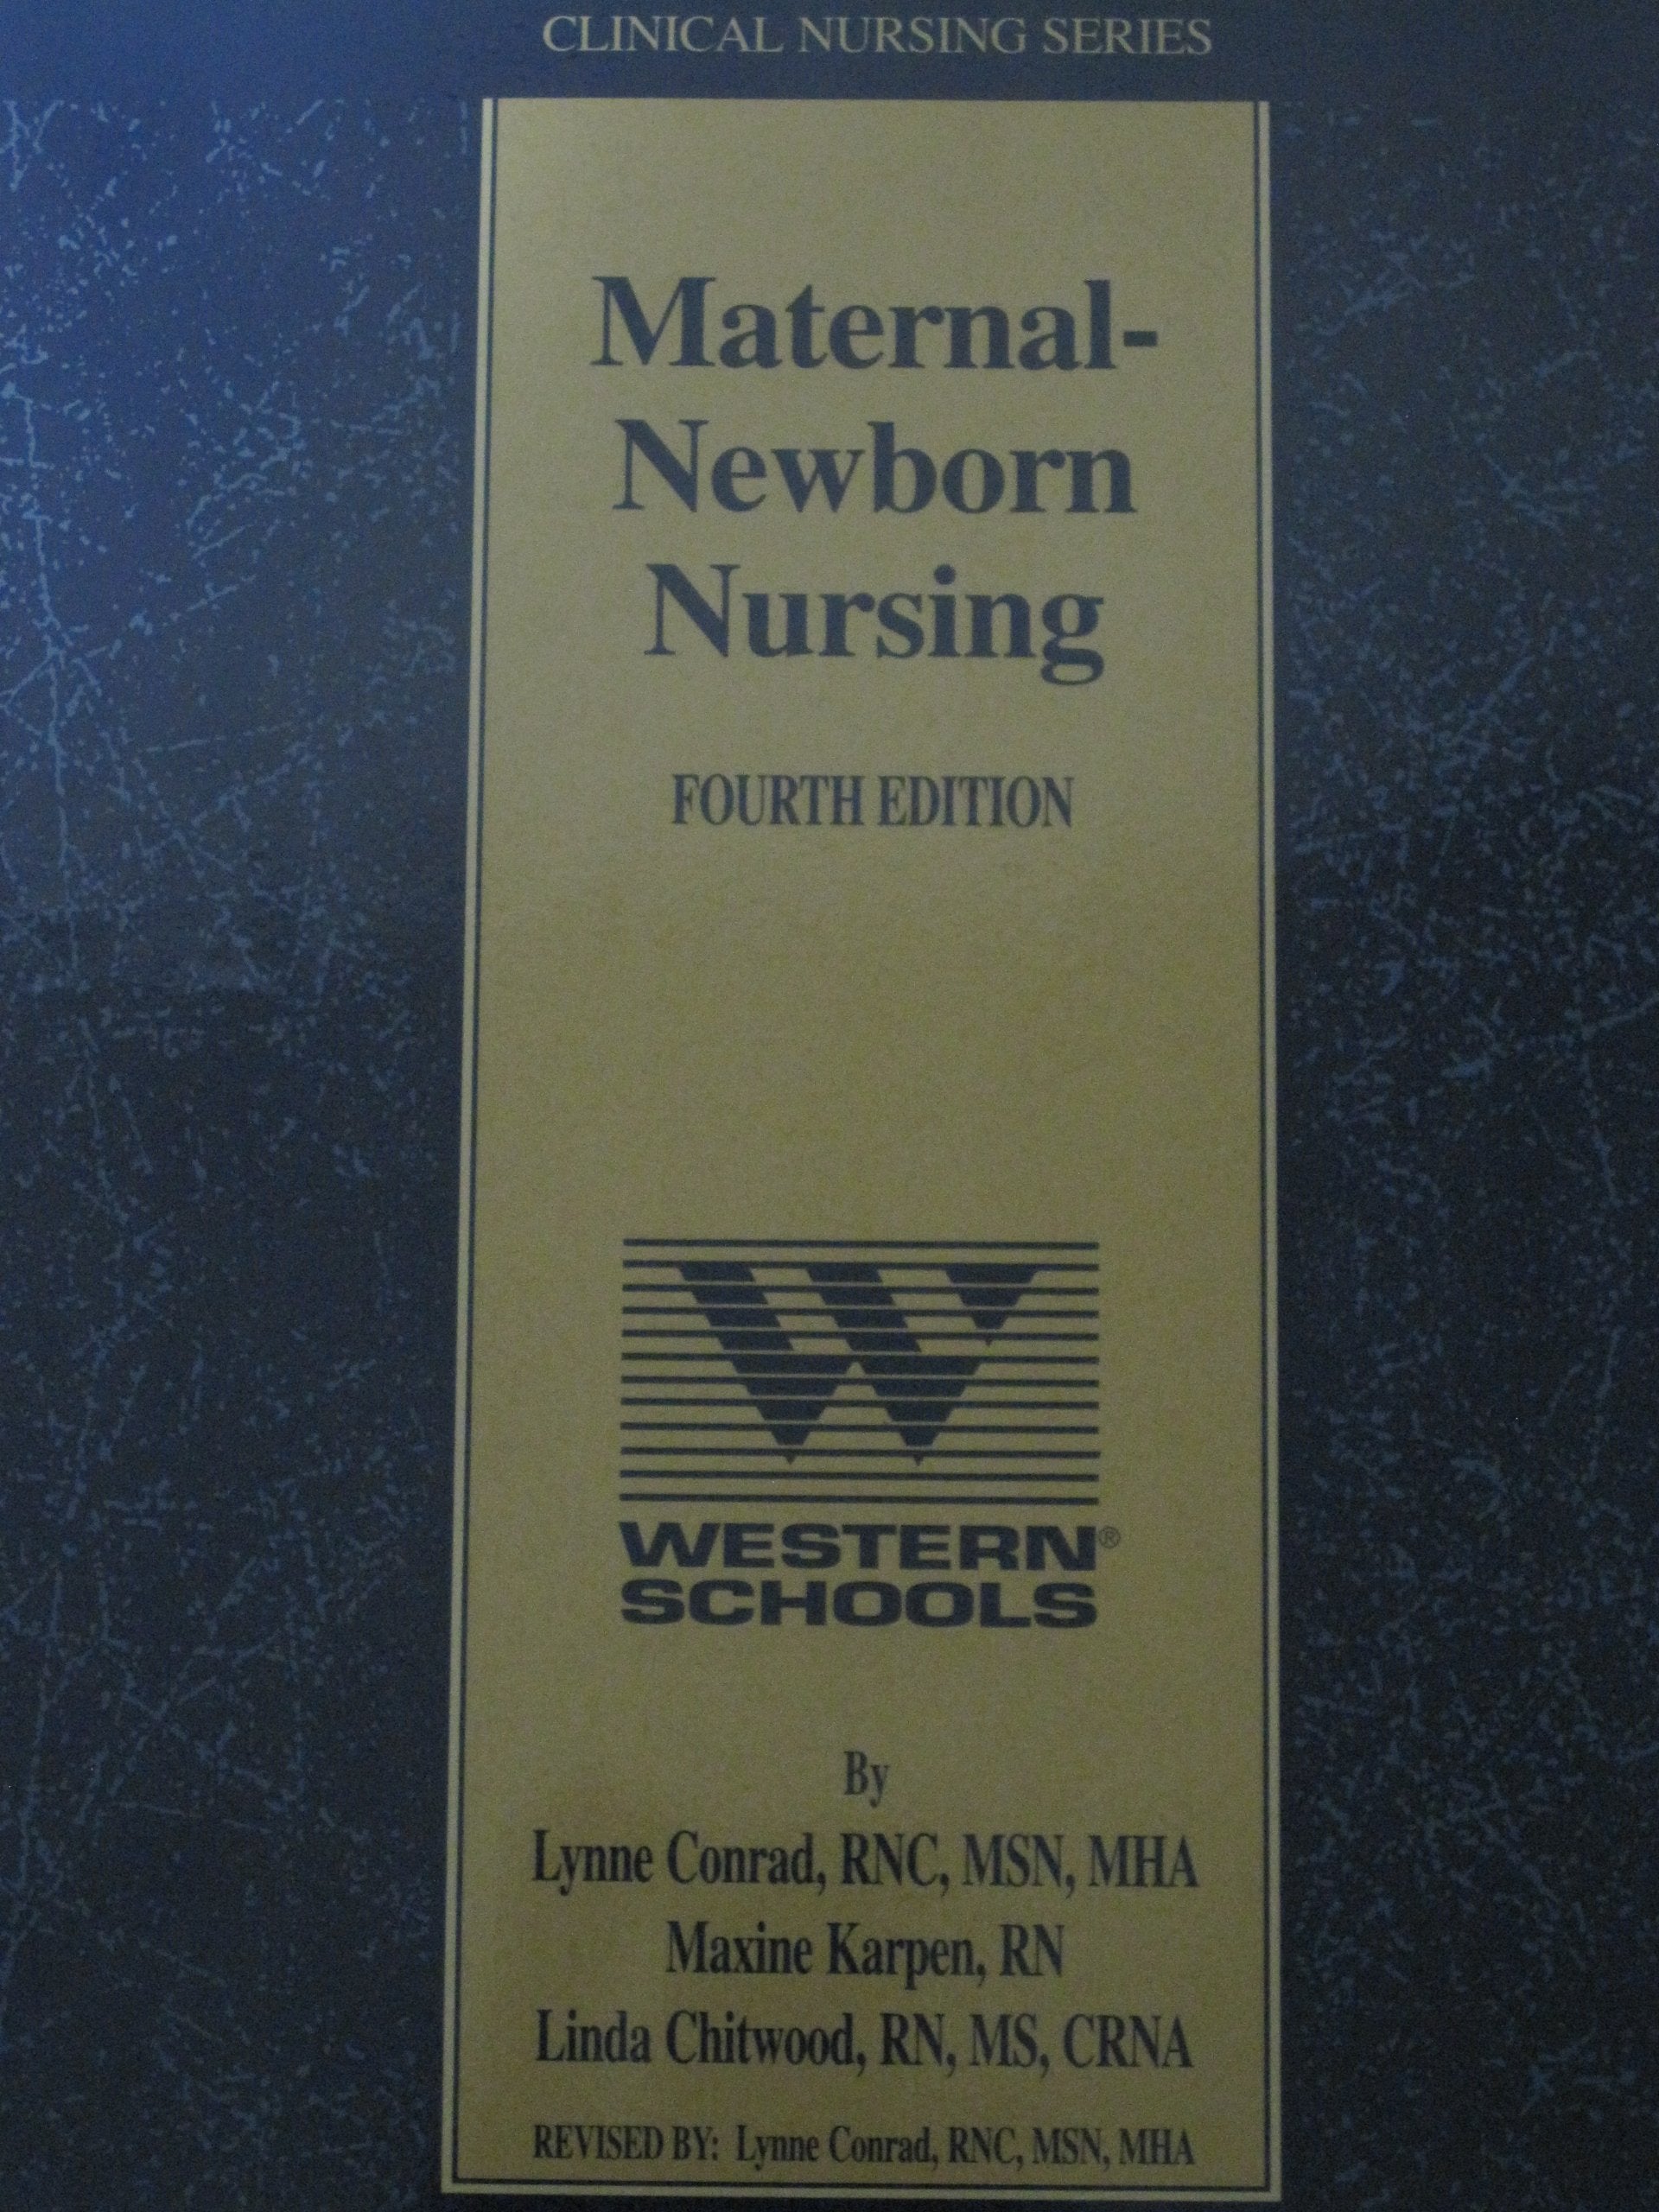 CLINICAL NURSING SERIES
Maternal-
Newborn
Nursing
FOURTH EDITION
WESTERN®
SCHOOLS
By
Lynne Conrad, RNC, MSN, MHA
Maxine Karpen, RN
Linda Chitwood, RN, MS, CRNA
REVISED BY: Lynne Conrad, RNC, MSN, MHA